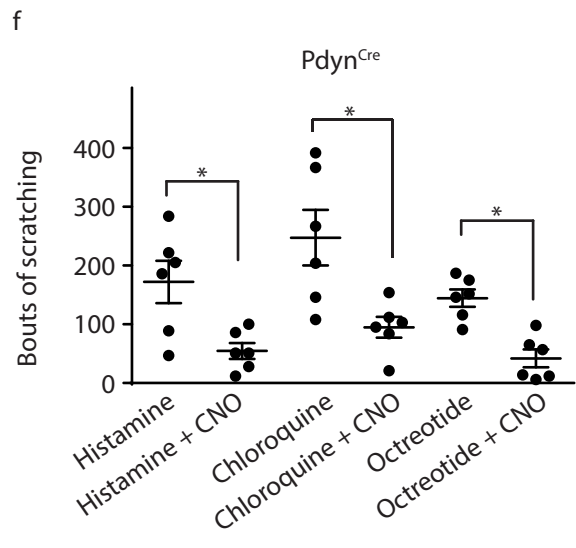 f
Pdyn^Cre
Bouts of scratching
400
300
200
100
0
*
*
*
Histamine
Histamine + CNO
Chloroquine
Chloroquine + CNO
Octreotide
Octreotide + CNO